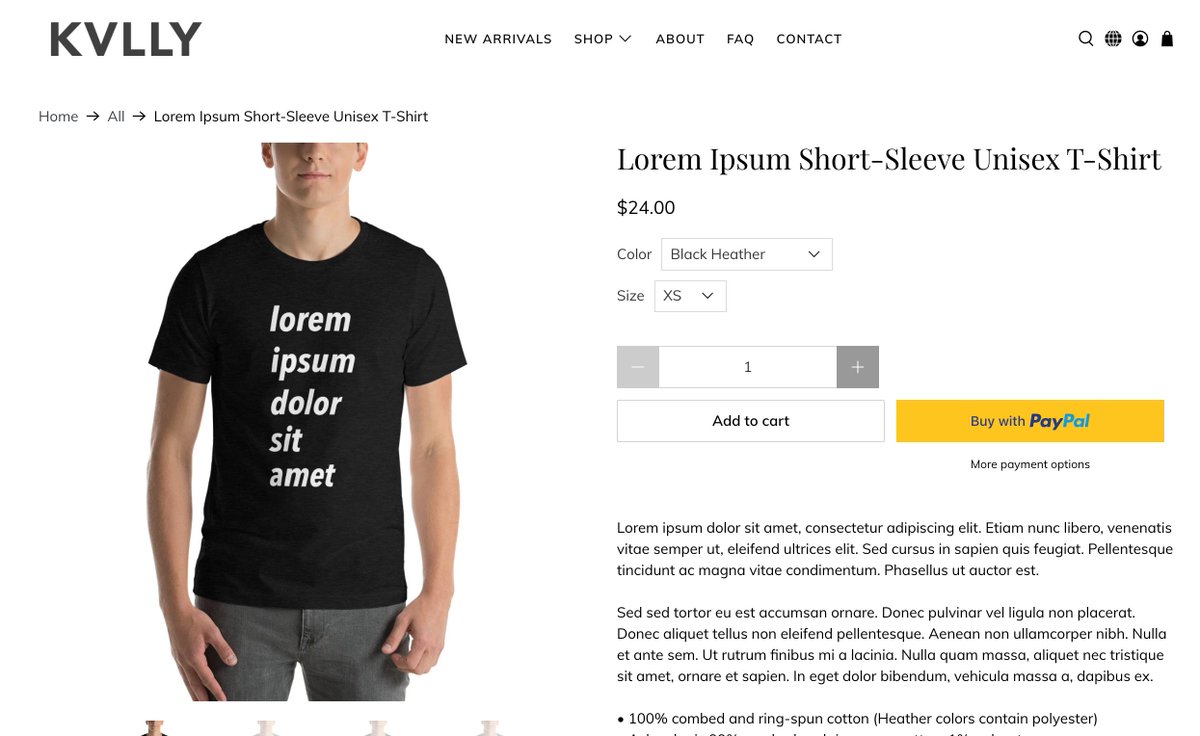 KVLLY
NEW ARRIVALS SHOP ABOUT FAQ CONTACT
Home → All → Lorem Ipsum Short-Sleeve Unisex T-Shirt
lorem
ipsum
dolor
sit
amet
Lorem Ipsum Short-Sleeve Unisex T-Shirt
$24.00
Color Black Heather
Size XS
− 1 +
Add to cart
Buy with PayPal
More payment options
Lorem ipsum dolor sit amet, consectetur adipiscing elit. Etiam nunc libero, venenatis
vitae semper ut, eleifend ultrices elit. Sed cursus in sapien quis feugiat. Pellentesque
tincidunt ac magna vitae condimentum. Phasellus ut auctor est.
Sed sed tortor eu est accumsan ornare. Donec pulvinar vel ligula non placerat.
Donec aliquet tellus non eleifend pellentesque. Aenean non ullamcorper nibh. Nulla
et ante sem. Ut rutrum finibus mi a lacinia. Nulla quam massa, aliquet nec tristique
sit amet, ornare et sapien. In eget dolor bibendum, vehicula massa a, dapibus ex.
• 100% combed and ring-spun cotton (Heather colors contain polyester)